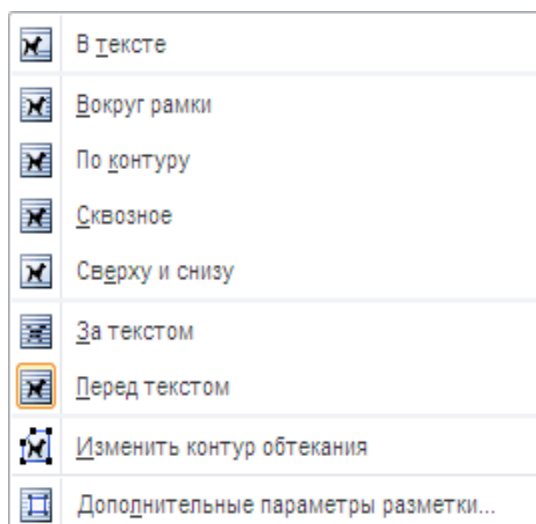 В тексте
Вокруг рамки
По контуру
Сквозное
Сверху и снизу
За текстом
Перед текстом
Изменить контур обтекания
Дополнительные параметры разметки...